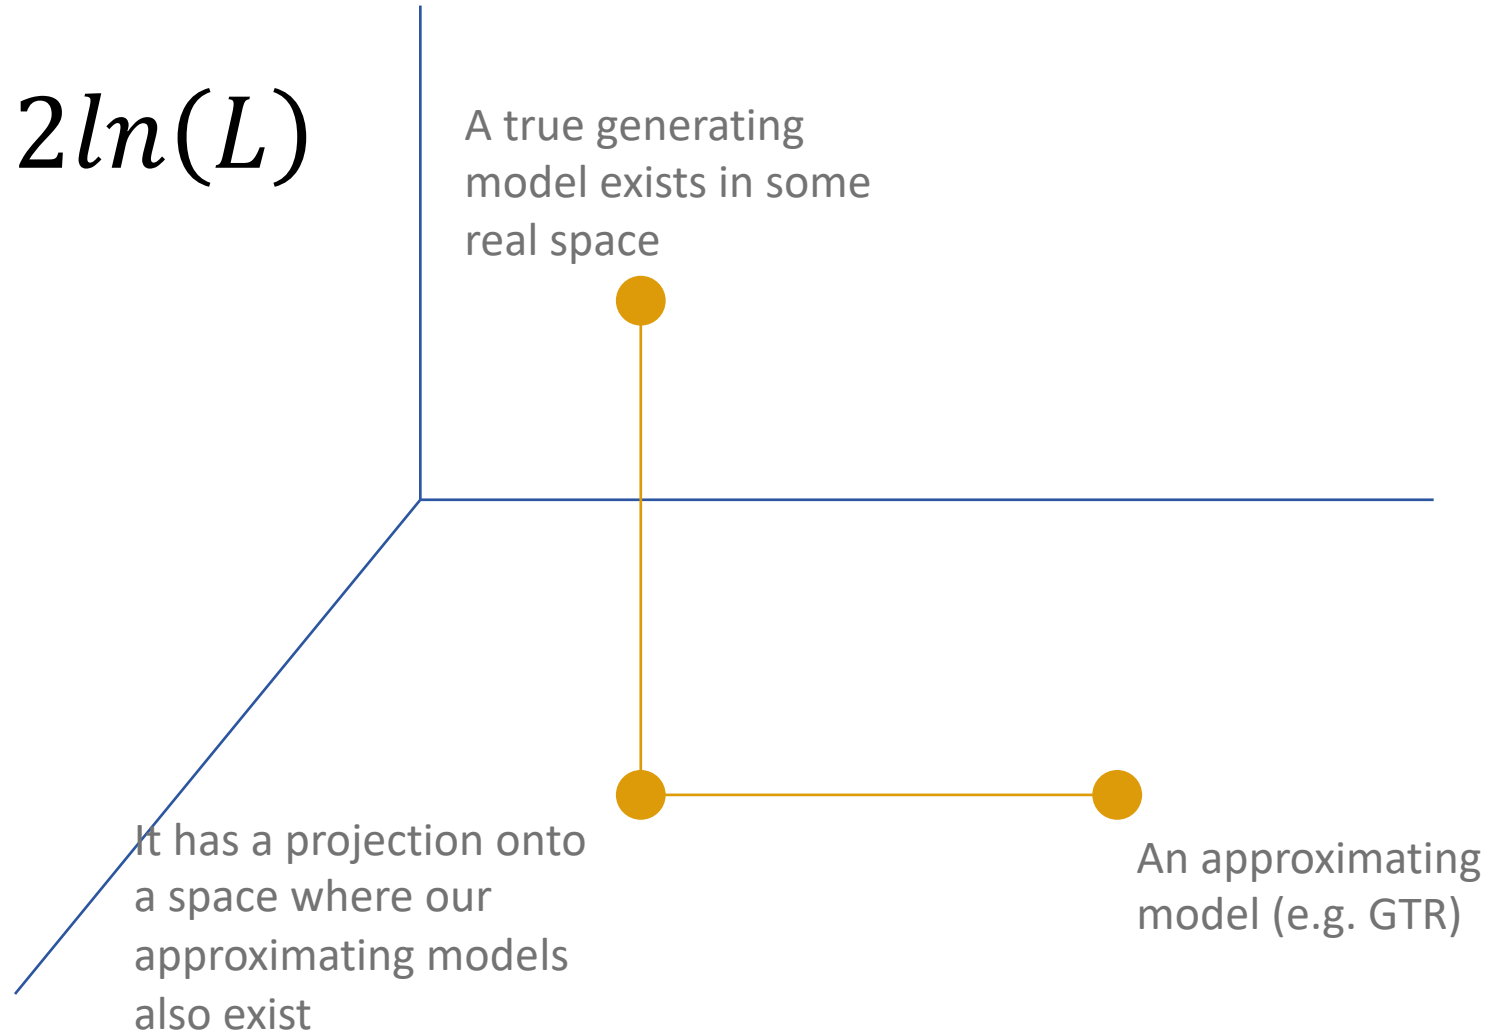 2ln(L)
A true generating
model exists in some
real space
It has a projection onto
a space where our
approximating models
also exist
An approximating
model (e.g. GTR)